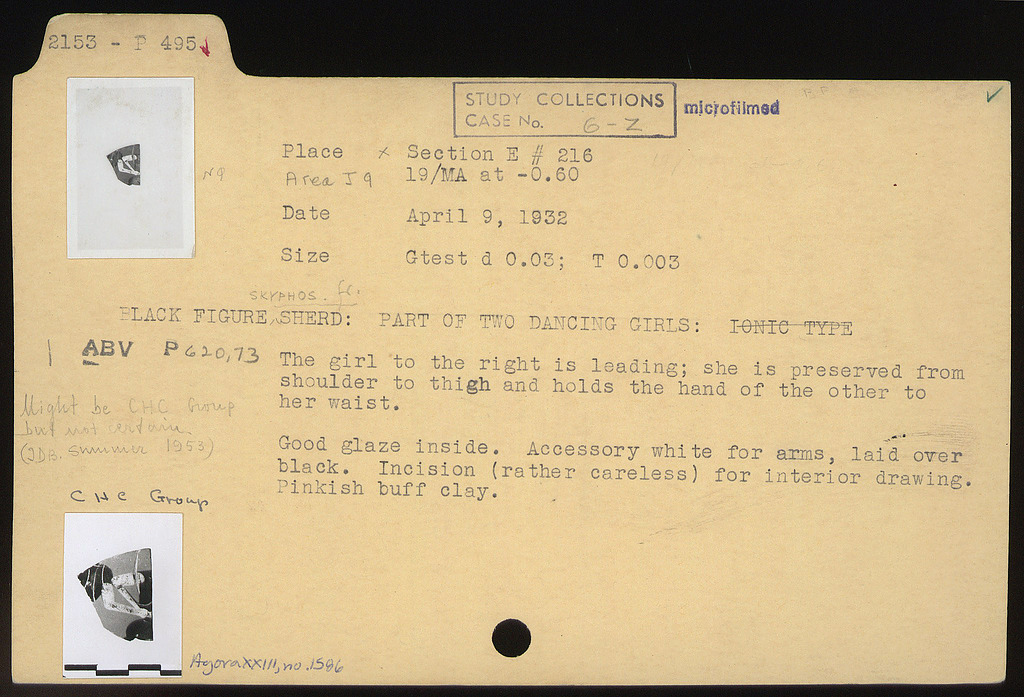 2153 - P 495
STUDY COLLECTIONS
CASE No. 6-Z
microfilmed
Place x Section E # 216
Area J 9 19/MA at -0.60
Date April 9, 1932
Size Gtest d 0.03; T 0.003
SKYPHOS. fr.
BLACK FIGURE SHERD: PART OF TWO DANCING GIRLS: IONIC TYPE
ABV P 620,73
The girl to the right is leading; she is preserved from
shoulder to thigh and holds the hand of the other to
her waist.
Might be CHC Group
but not certain
(JDB. Summer 1953)
Good glaze inside. Accessory white for arms, laid over
black. Incision (rather careless) for interior drawing.
Pinkish buff clay.
CHC Group
Agora XXIII, no. 1586